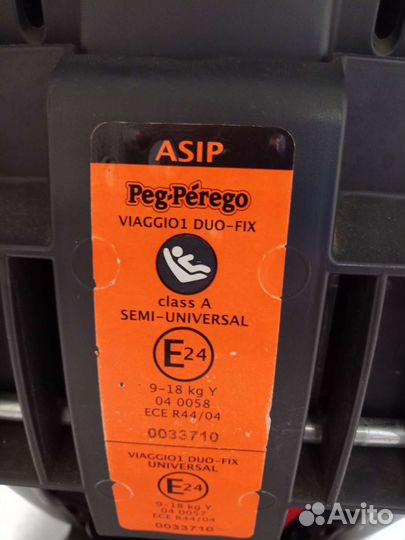 ASIP
Peg-Pérego
VIAGGIO1 DUO-FIX
class A
SEMI-UNIVERSAL
E24
9-18 kg Y
04 0058
ECE R44/04
0033710
VIAGGIO1 DUO-FIX
UNIVERSAL
E24
9-18 kg Y
04 0057
ECE R44/04
0033710
Avito